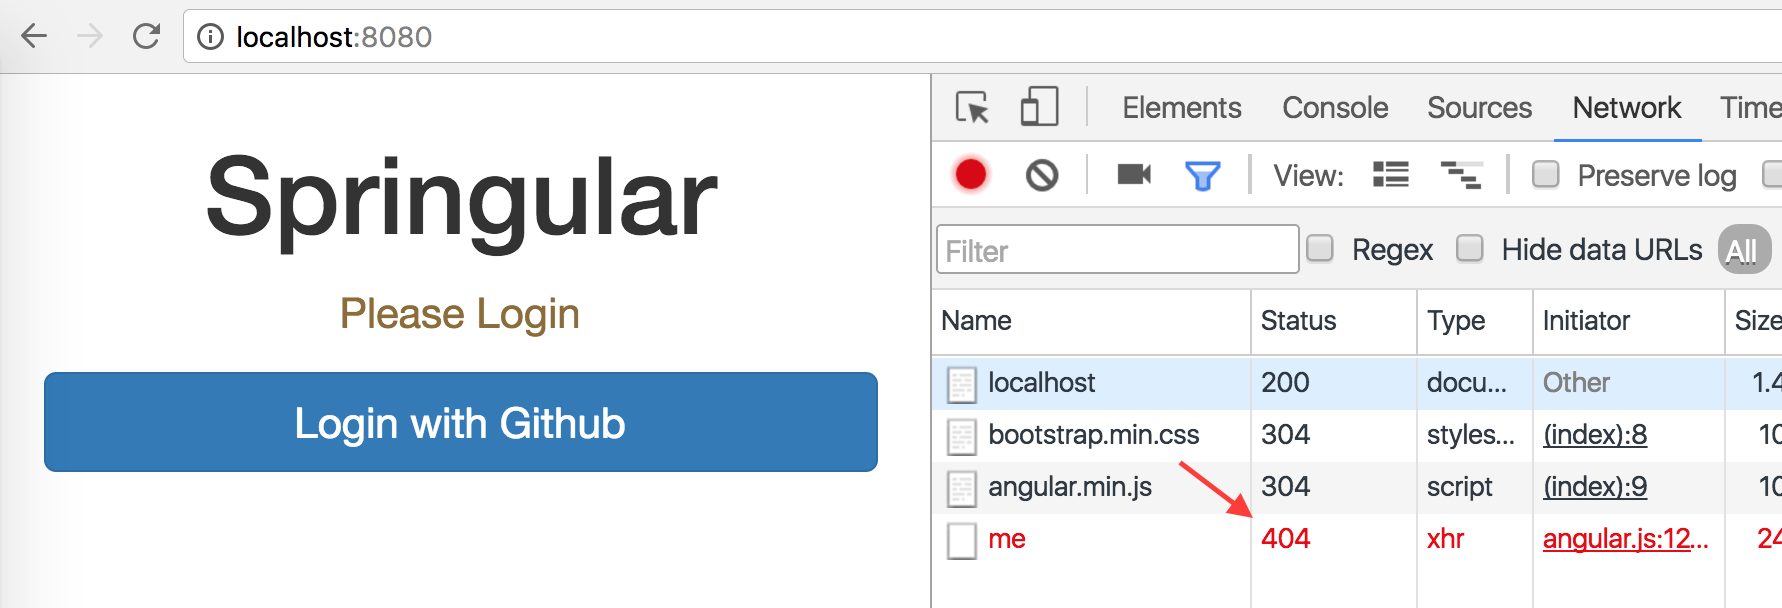 localhost:8080
Springular
Please Login
Login with Github
Elements Console Sources Network Time
View: Preserve log
Filter Regex Hide data URLs All
Name Status Type Initiator Size
localhost 200 docu... Other 1.4
bootstrap.min.css 304 styles... (index):8 10
angular.min.js 304 script (index):9 10
me 404 xhr angular.js:12... 24